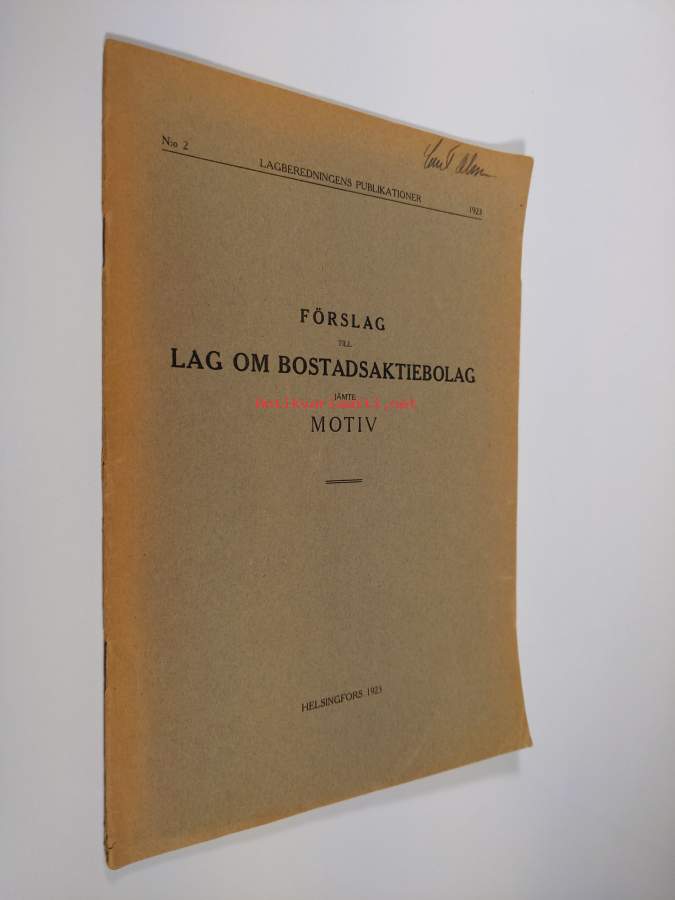 N:o 2
LAGBEREDNINGENS PUBLIKATIONER
1923
FÖRSLAG
TILL
LAG OM BOSTADSAKTIEBOLAG
JÄMTE
MOTIV
HELSINGFORS 1923